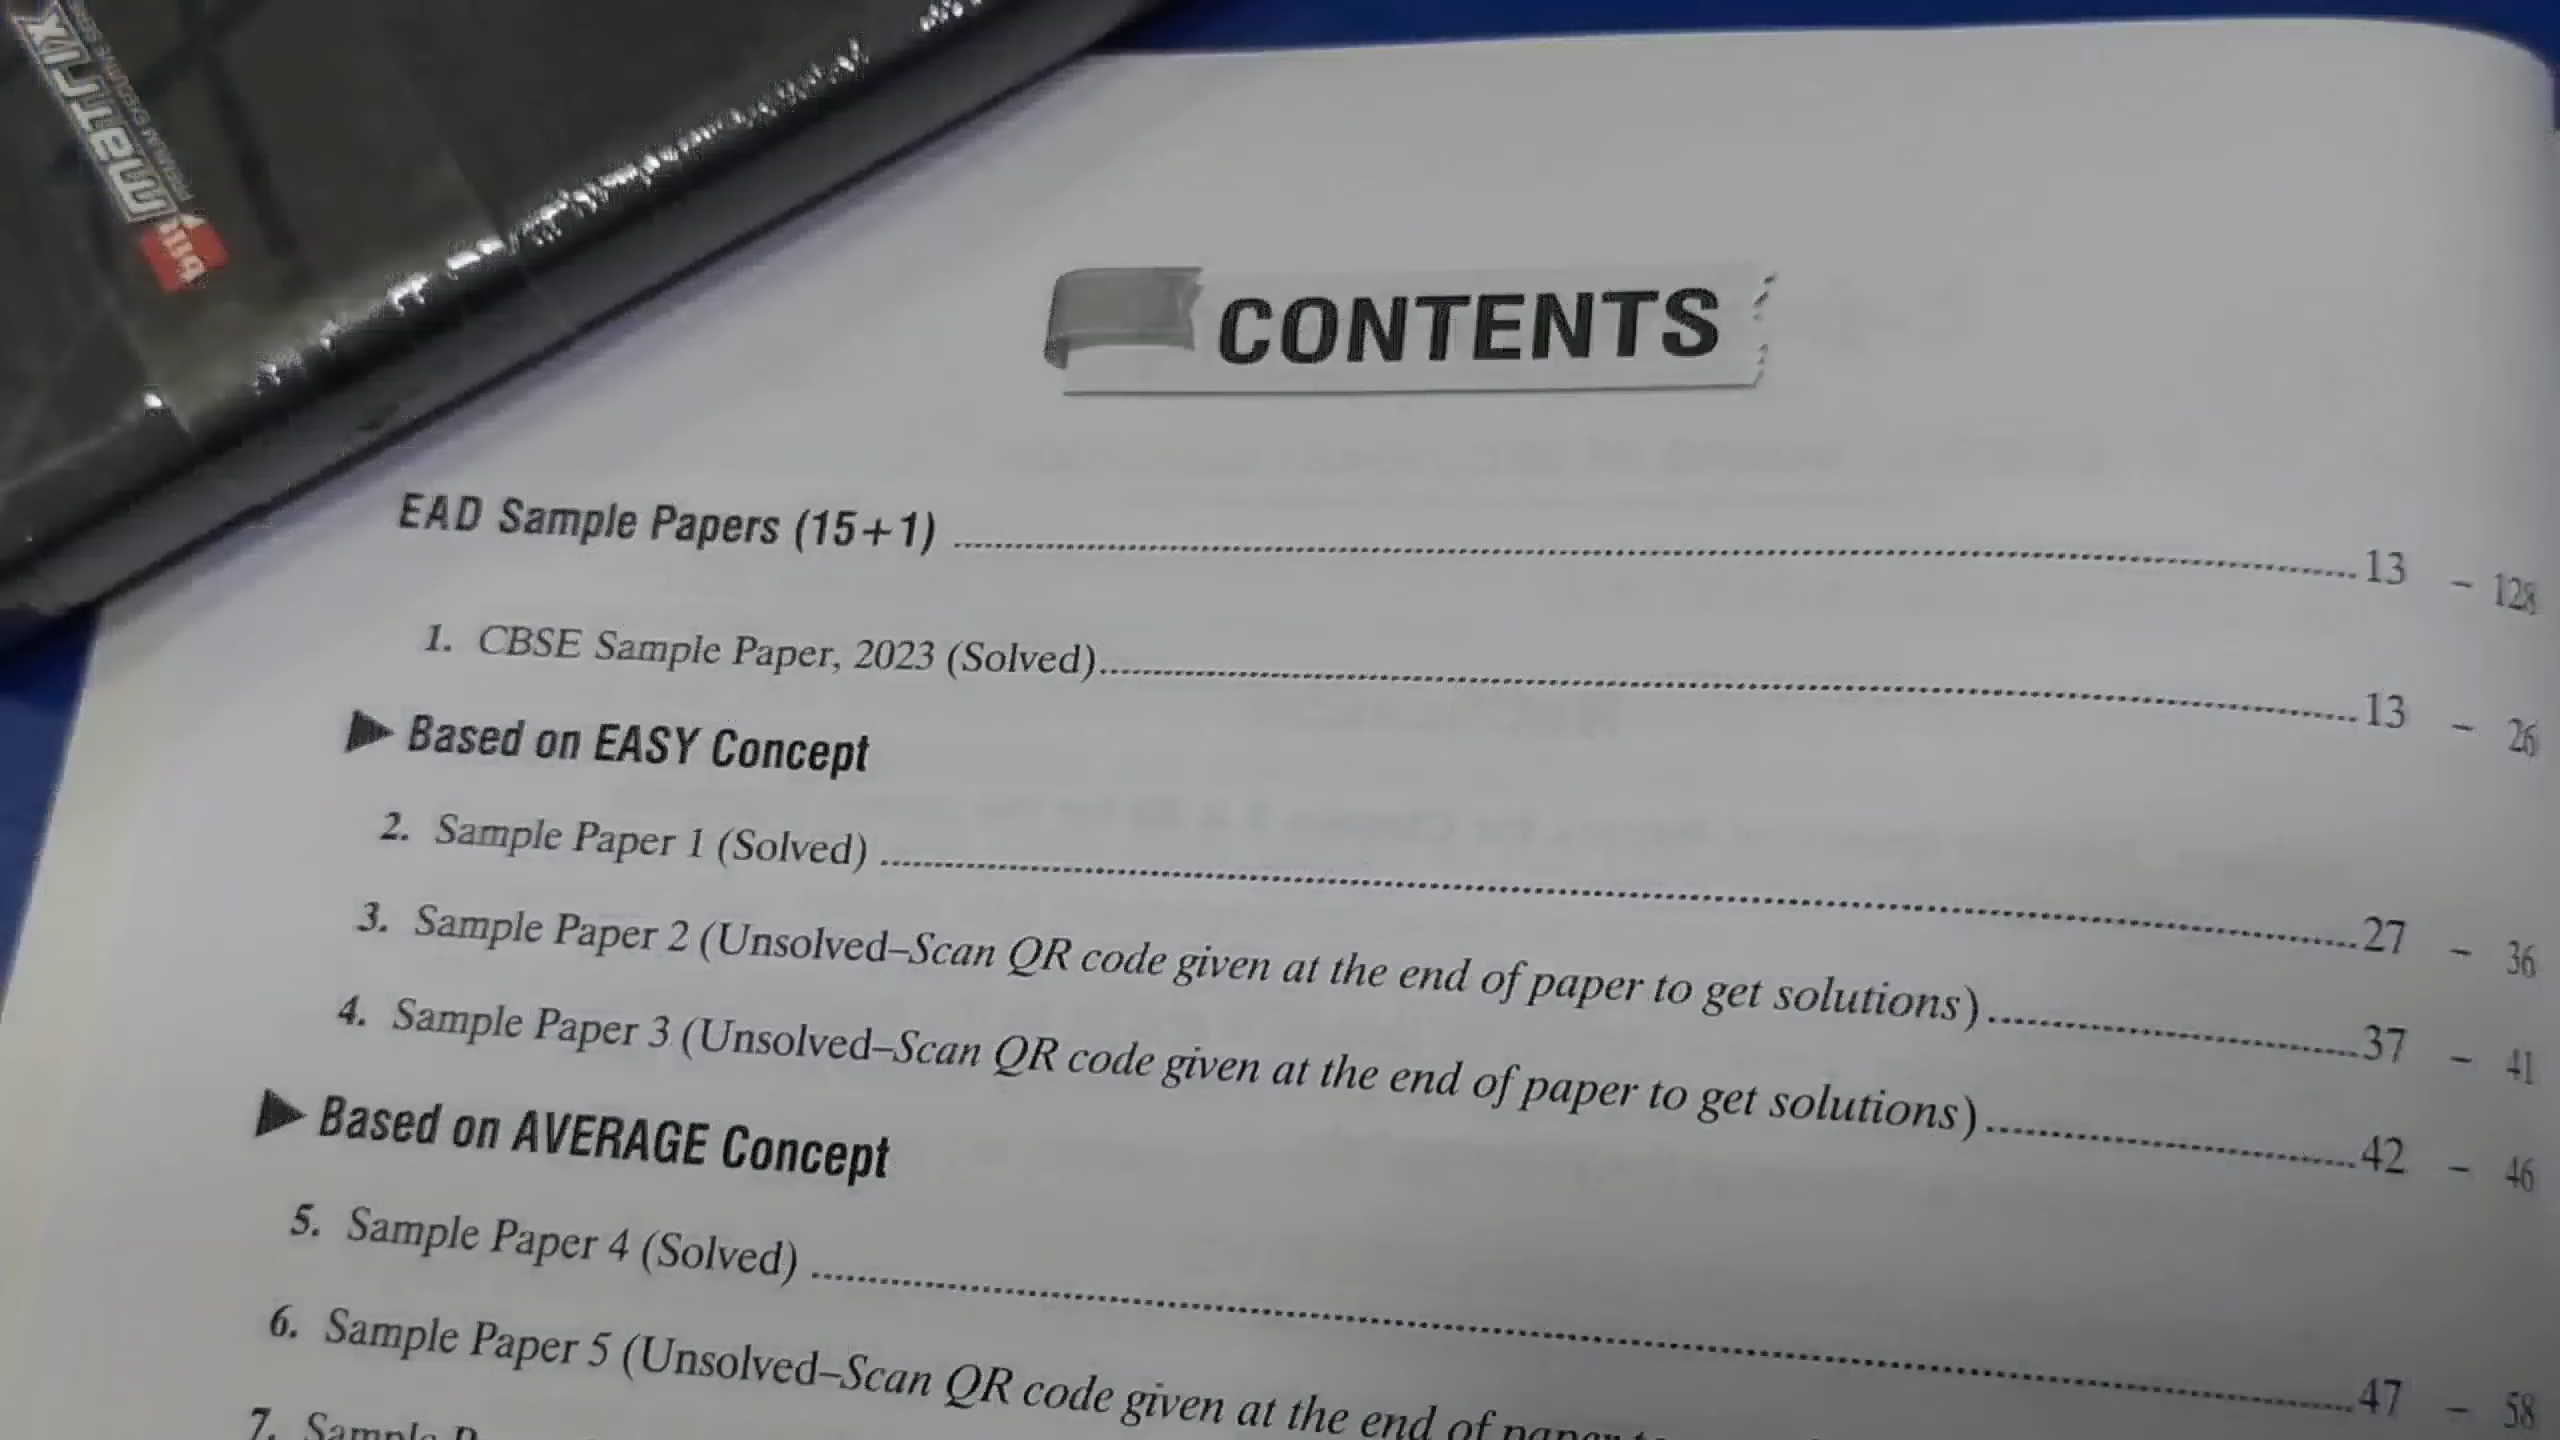 matrix
bilt
CONTENTS
EAD Sample Papers (15+1) 13 – 128
1. CBSE Sample Paper, 2023 (Solved) 13 – 26
Based on EASY Concept
2. Sample Paper 1 (Solved) 27 – 36
3. Sample Paper 2 (Unsolved–Scan QR code given at the end of paper to get solutions) 37 – 41
4. Sample Paper 3 (Unsolved–Scan QR code given at the end of paper to get solutions) 42 – 46
Based on AVERAGE Concept
5. Sample Paper 4 (Solved) 47 – 58
6. Sample Paper 5 (Unsolved–Scan QR code given at the end of paper
7. Sample